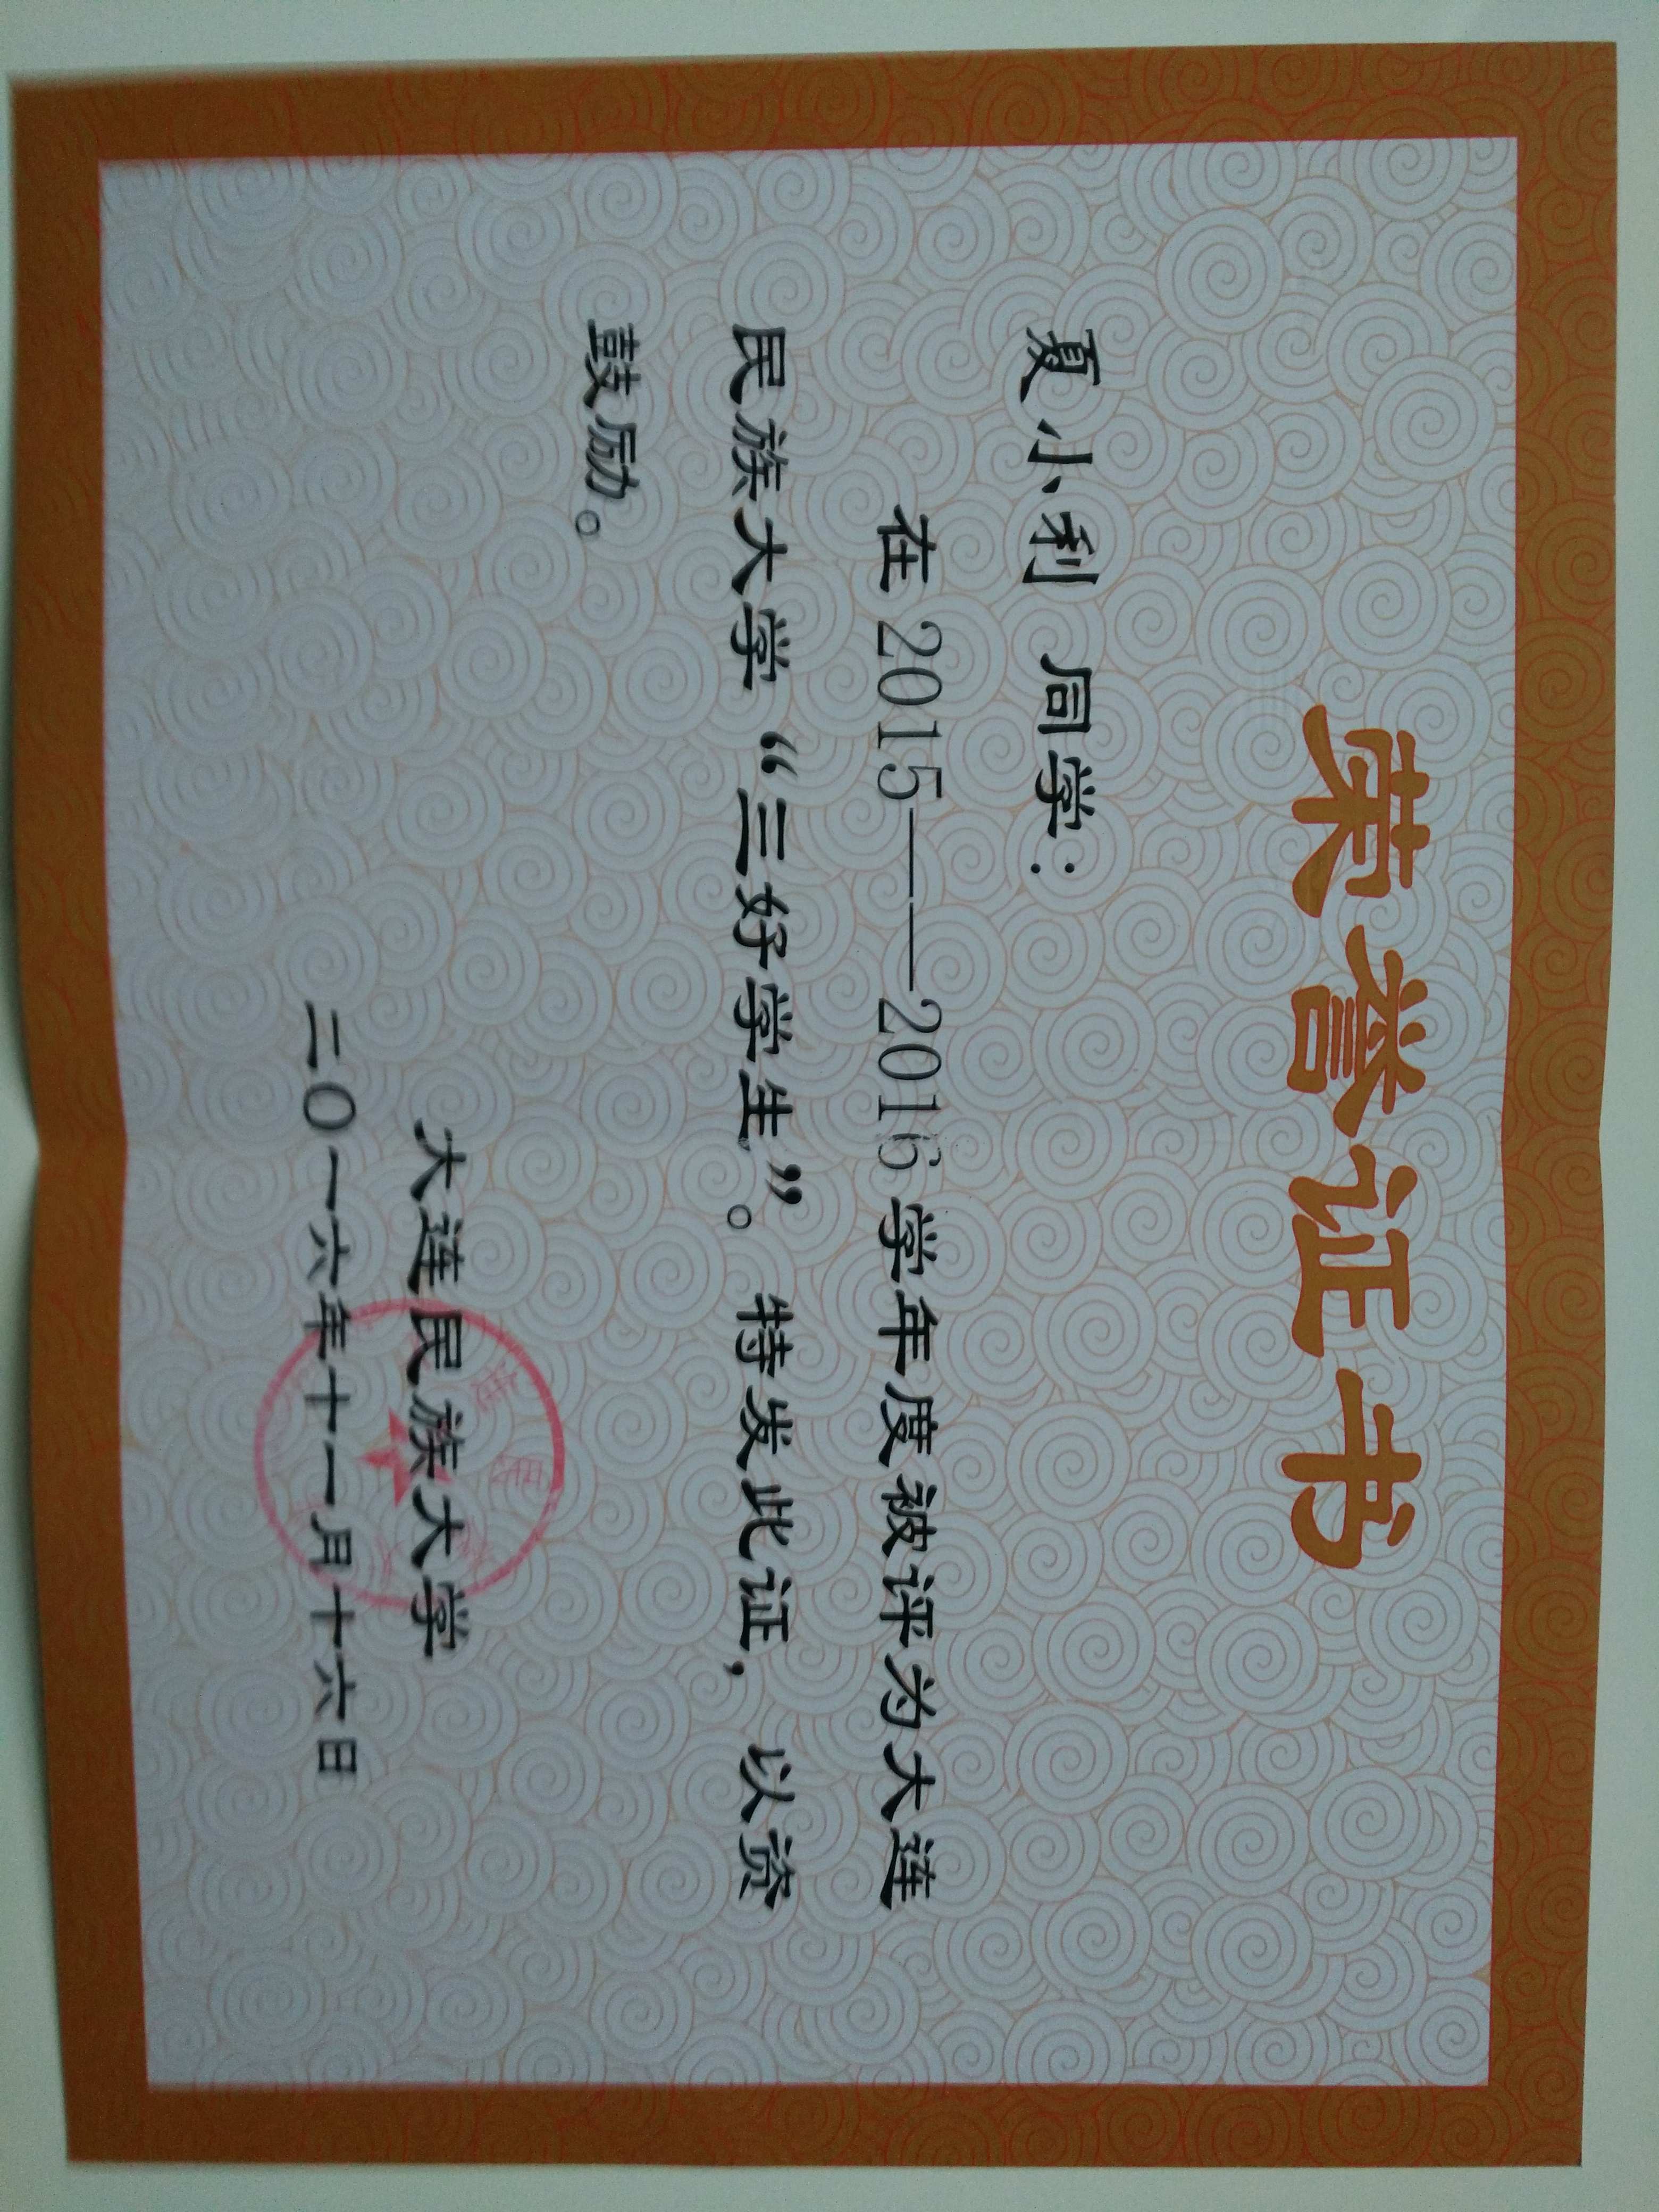 荣誉证书
夏小利 同学：
在 2015——2016 学年度被评为大连
民族大学“三好学生”。特发此证，以资
鼓励。
大连民族大学
二〇一六年十一月十六日